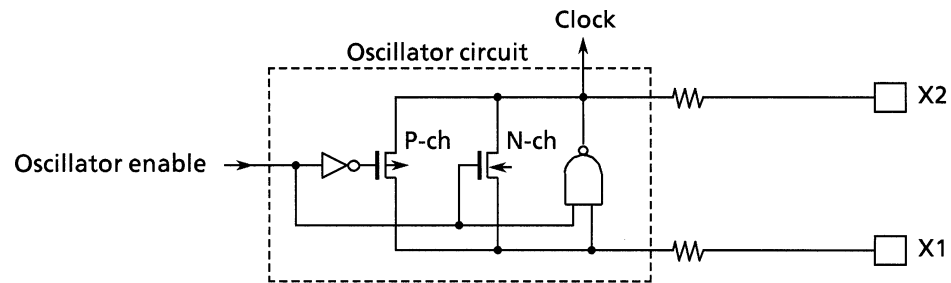 Clock
Oscillator circuit
X2
P-ch
N-ch
Oscillator enable
X1